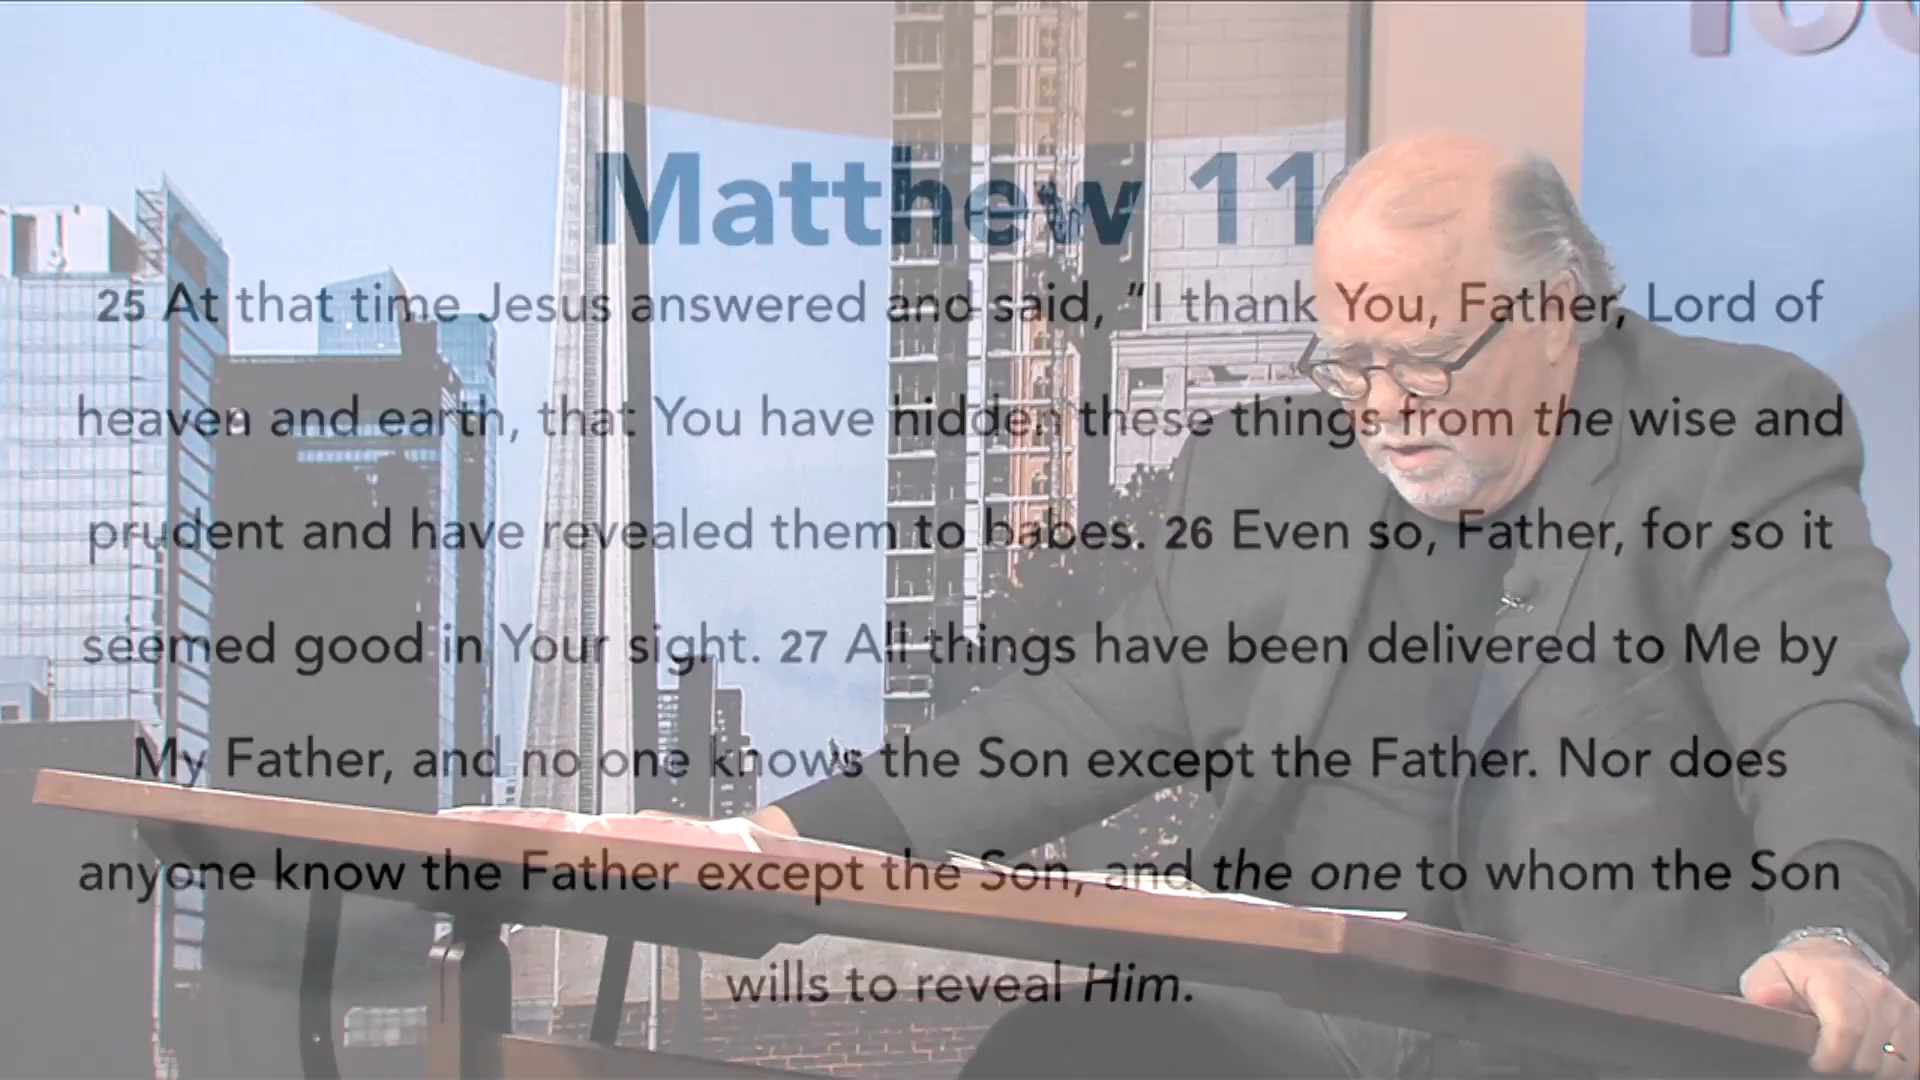 Matthew 11
25 At that time Jesus answered and said, "I thank You, Father, Lord of
heaven and earth, that You have hidden these things from the wise and
prudent and have revealed them to babes. 26 Even so, Father, for so it
seemed good in Your sight. 27 All things have been delivered to Me by
My Father, and no one knows the Son except the Father. Nor does
anyone know the Father except the Son, and the one to whom the Son
wills to reveal Him.